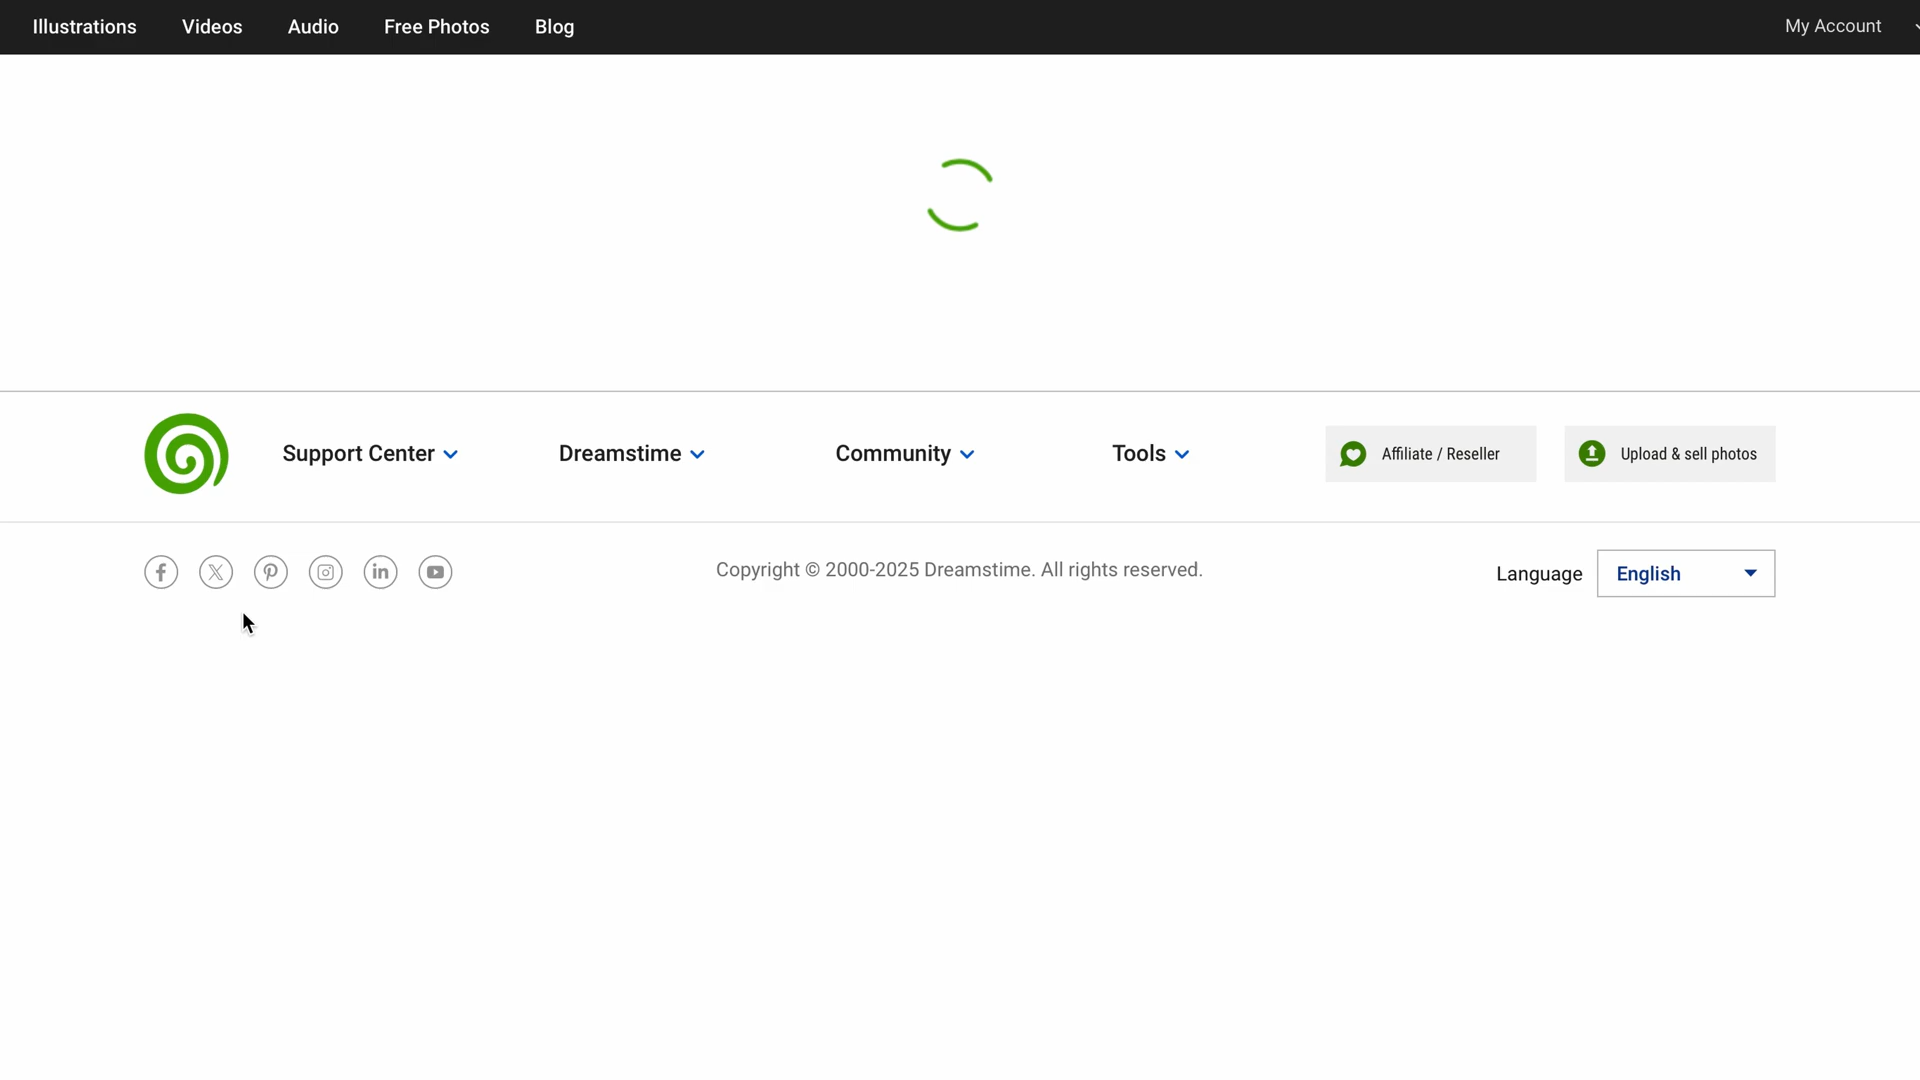 Illustrations Videos Audio Free Photos Blog My Account
Support Center Dreamstime Community Tools Affiliate / Reseller Upload & sell photos
Copyright © 2000-2025 Dreamstime. All rights reserved. Language English